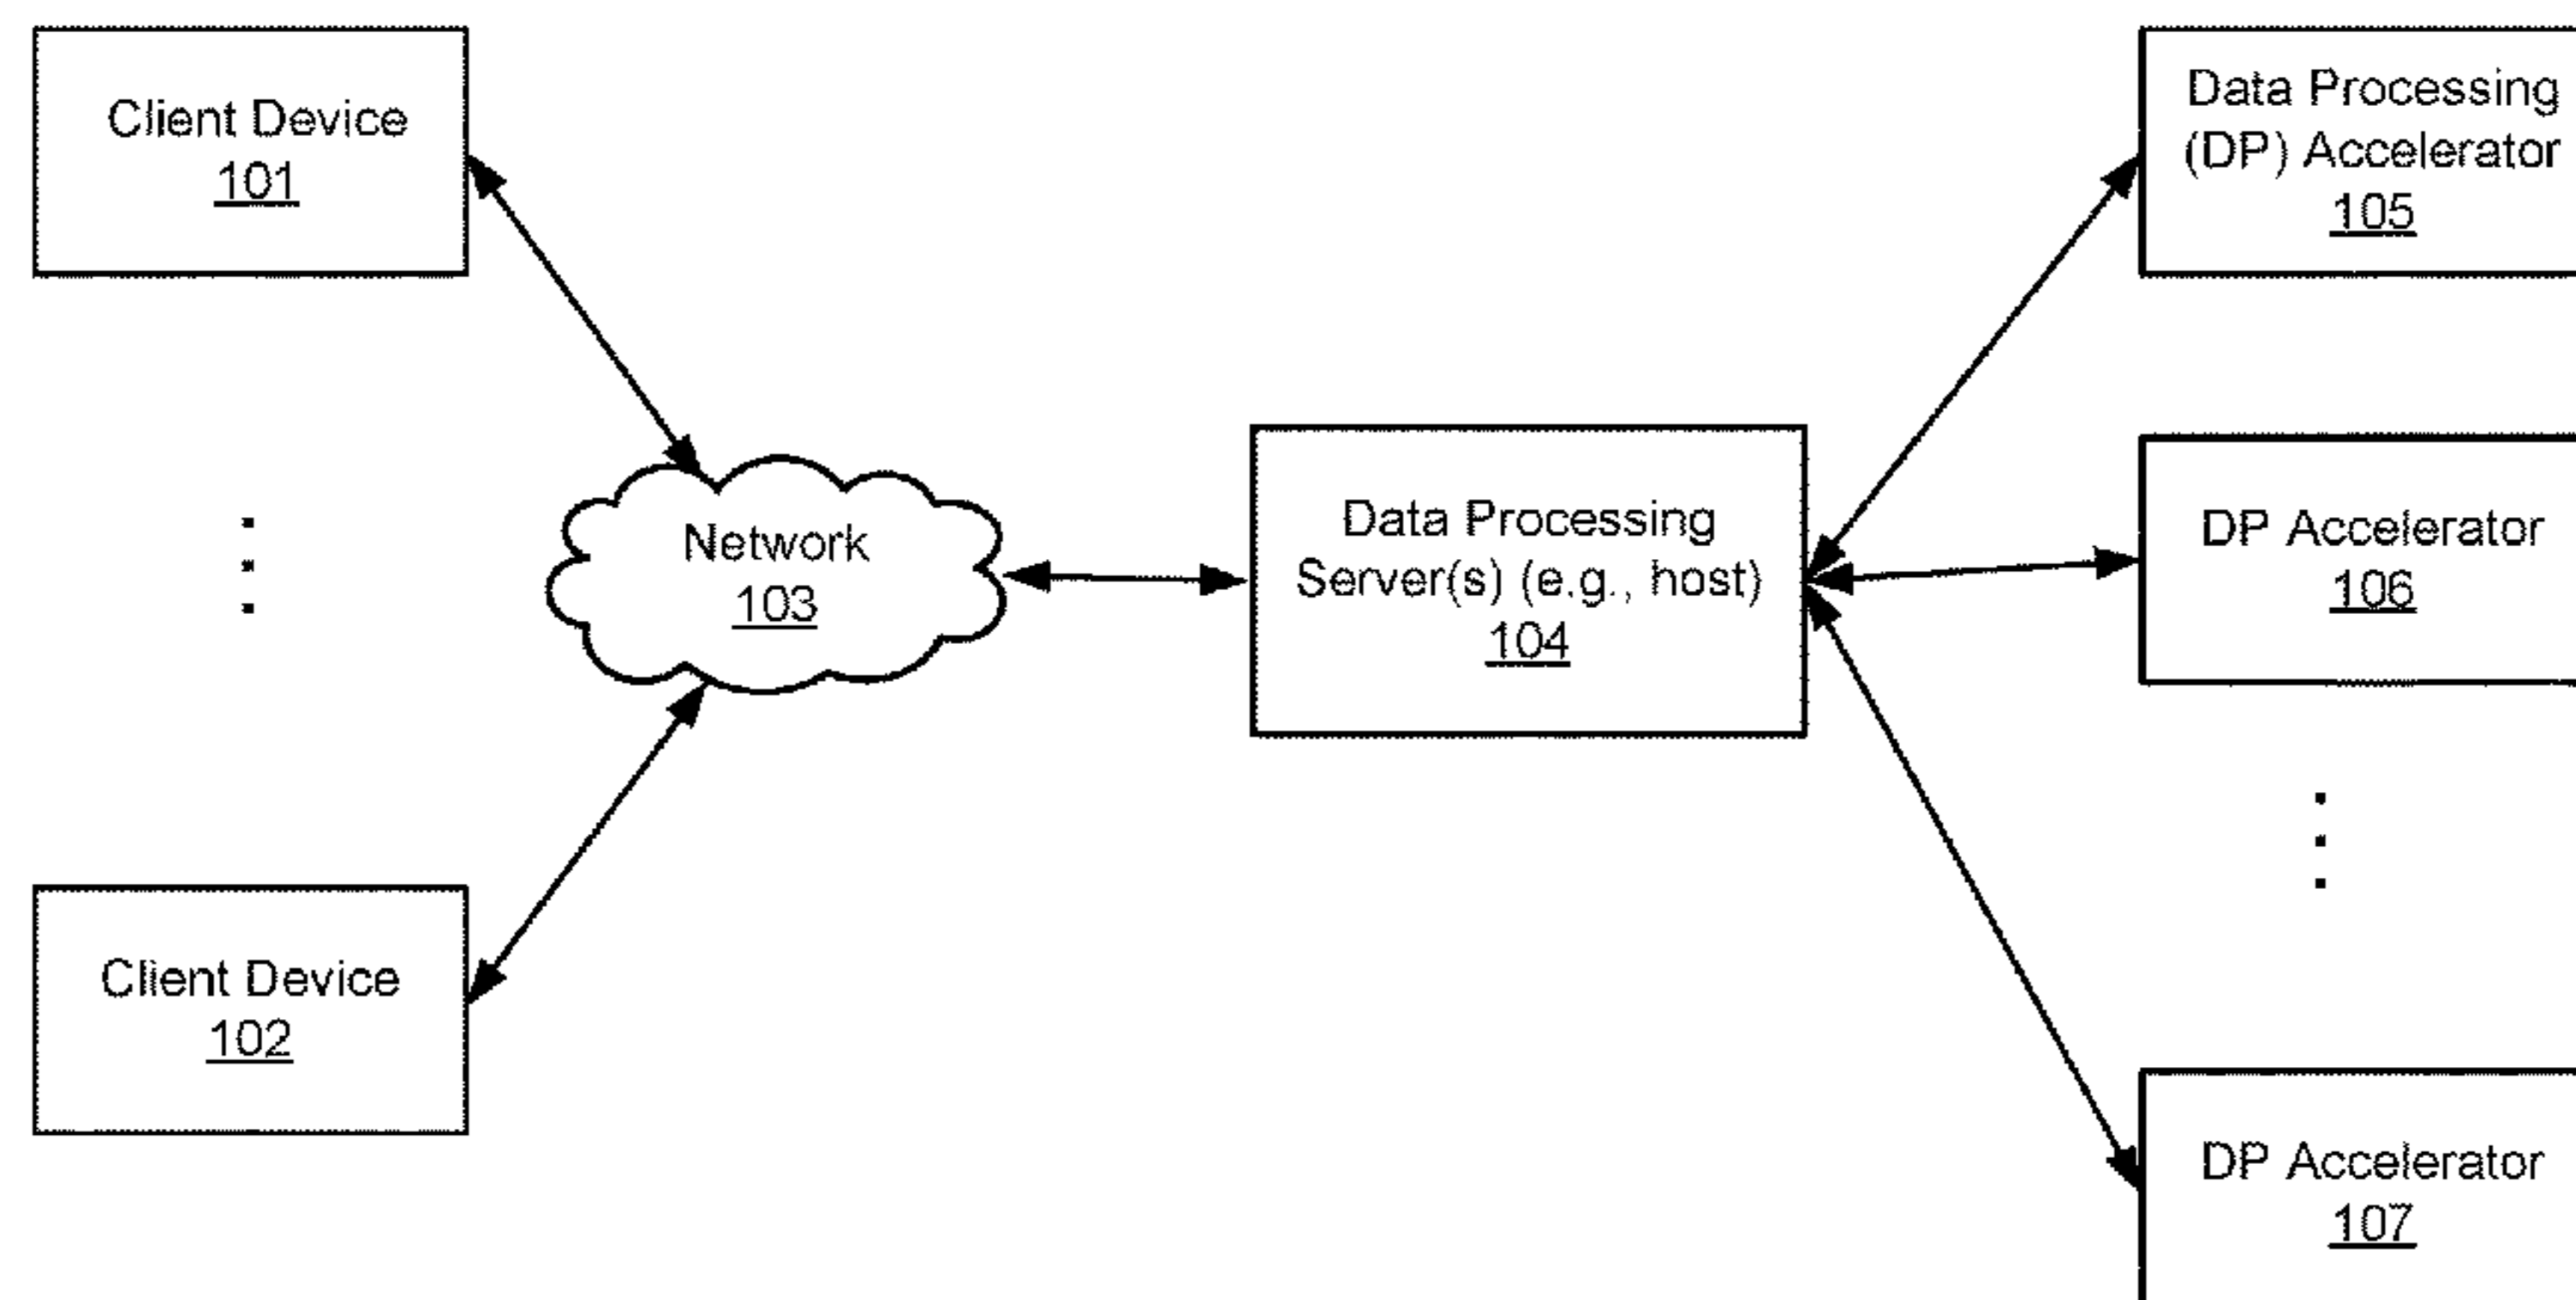 Client Device
101
Client Device
102
Network
103
Data Processing
Server(s) (e.g., host)
104
Data Processing
(DP) Accelerator
105
DP Accelerator
106
DP Accelerator
107